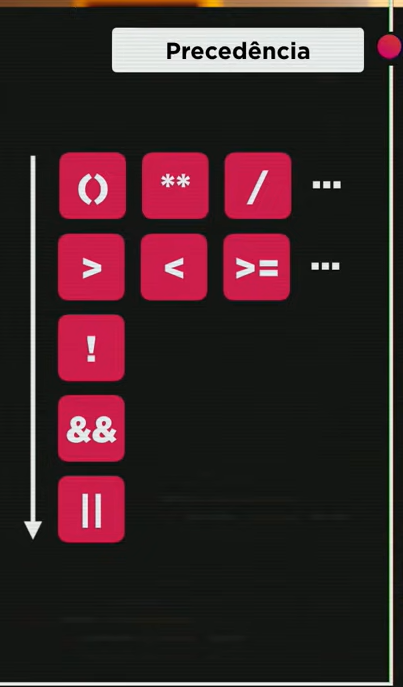 Precedência
() ** / ...
> < >= ...
!
&&
||